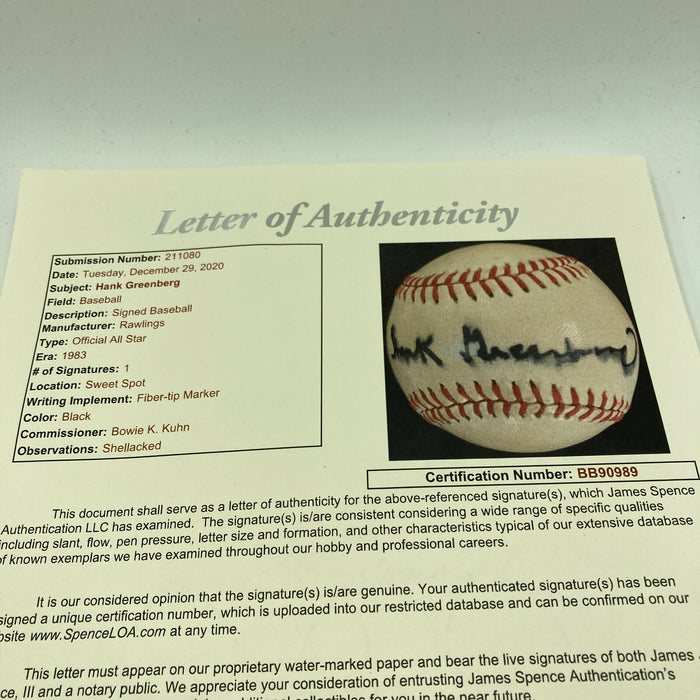 Letter of Authenticity
Submission Number: 211080
Date: Tuesday, December 29, 2020
Subject: Hank Greenberg
Field: Baseball
Description: Signed Baseball
Manufacturer: Rawlings
Type: Official All Star
Era: 1983
# of Signatures: 1
Location: Sweet Spot
Writing Implement: Fiber-tip Marker
Color: Black
Commissioner: Bowie K. Kuhn
Observations: Shellacked
Hank Greenberg
Certification Number: BB90989
This document shall serve as a letter of authenticity for the above-referenced signature(s), which James Spence
Authentication LLC has examined. The signature(s) is/are consistent considering a wide range of specific qualities
including slant, flow, pen pressure, letter size and formation, and other characteristics typical of our extensive database
of known exemplars we have examined throughout our hobby and professional careers.
It is our considered opinion that the signature(s) is/are genuine. Your authenticated signature(s) has been
signed a unique certification number, which is uploaded into our restricted database and can be confirmed on our
bsite www.SpenceLOA.com at any time.
This letter must appear on our proprietary water-marked paper and bear the live signatures of both James
ce, III and a notary public. We appreciate your consideration of entrusting James Spence Authentication's
additional collectibles for you in the near future.